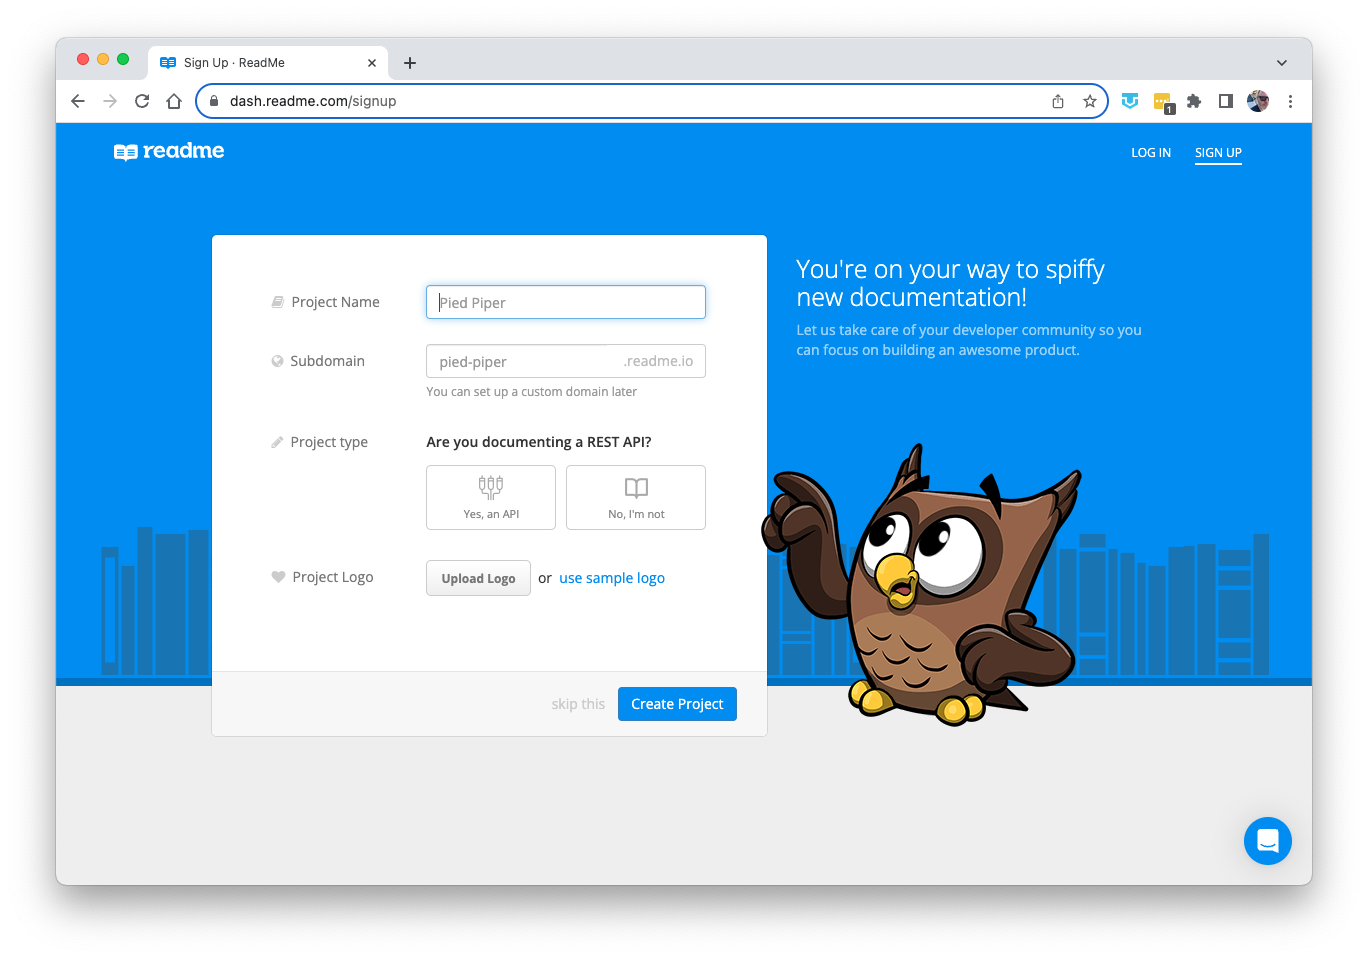 Sign Up · ReadMe
dash.readme.com/signup
1
readme
LOG IN
SIGN UP
Project Name
Pied Piper
Subdomain
pied-piper
.readme.io
You can set up a custom domain later
Project type
Are you documenting a REST API?
Yes, an API
No, I'm not
Project Logo
Upload Logo
or
use sample logo
skip this
Create Project
You're on your way to spiffy
new documentation!
Let us take care of your developer community so you
can focus on building an awesome product.